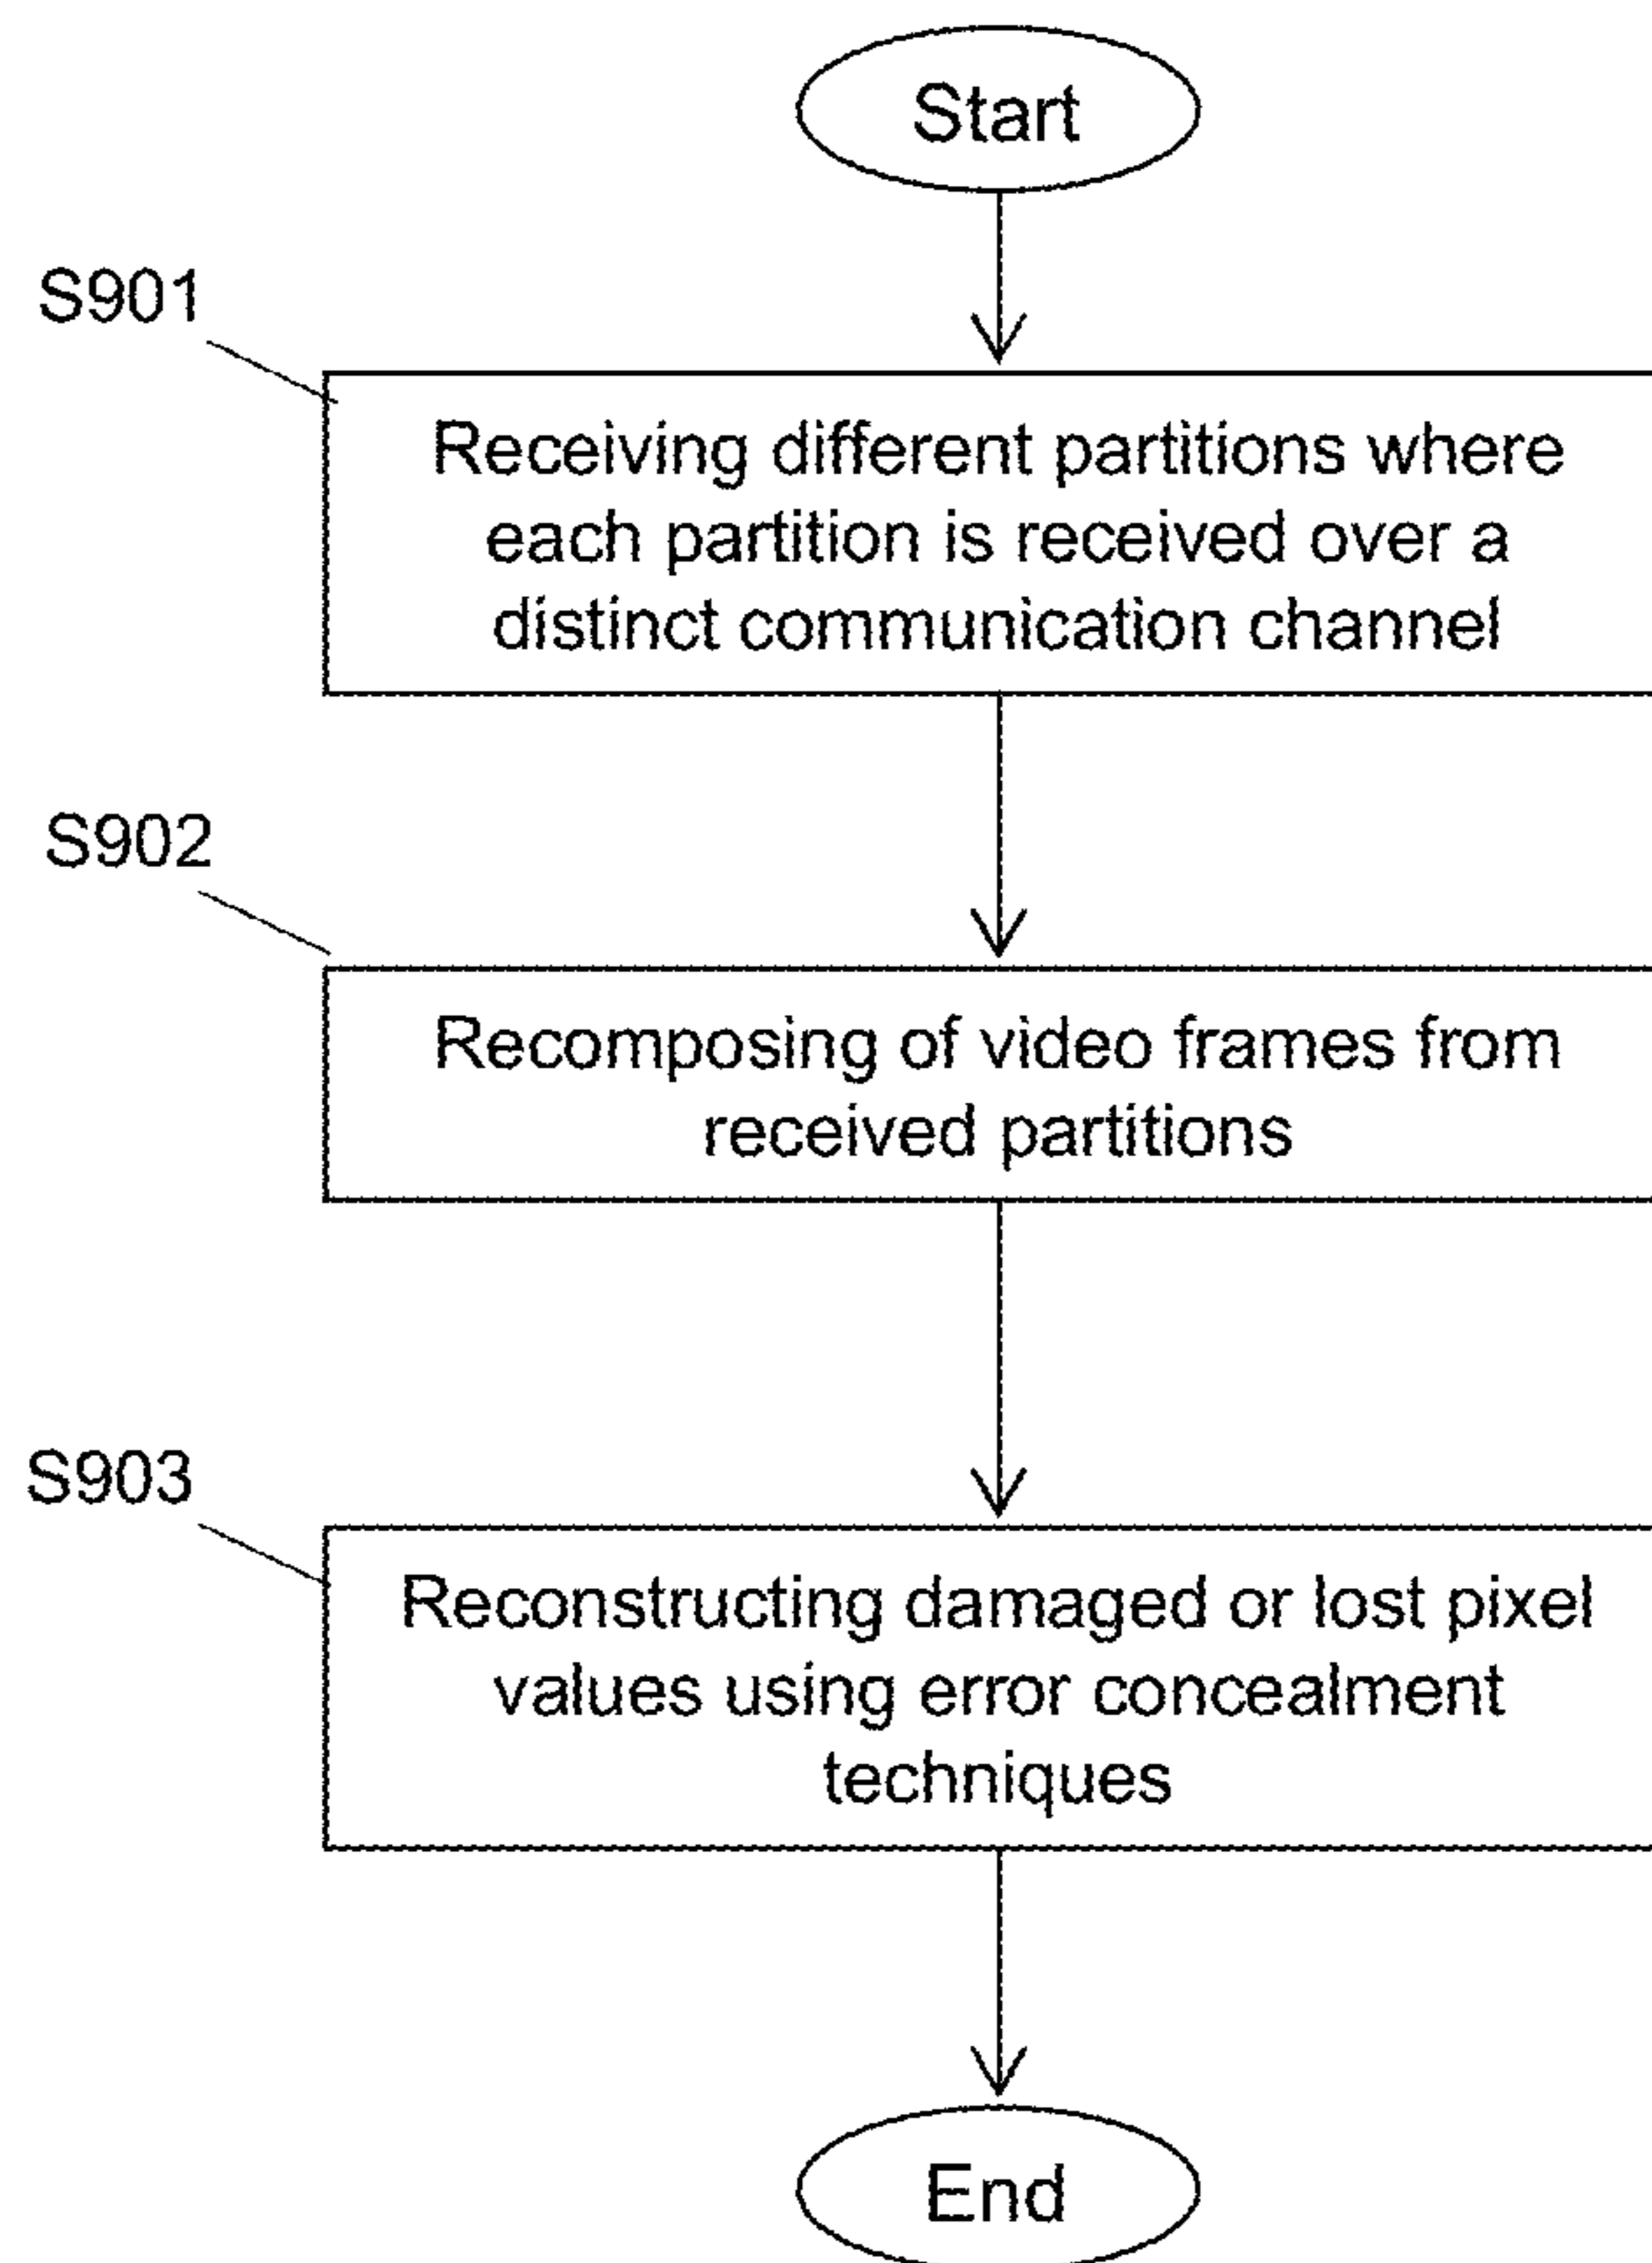 Start
S901
Receiving different partitions where
each partition is received over a
distinct communication channel
S902
Recomposing of video frames from
received partitions
S903
Reconstructing damaged or lost pixel
values using error concealment
techniques
End